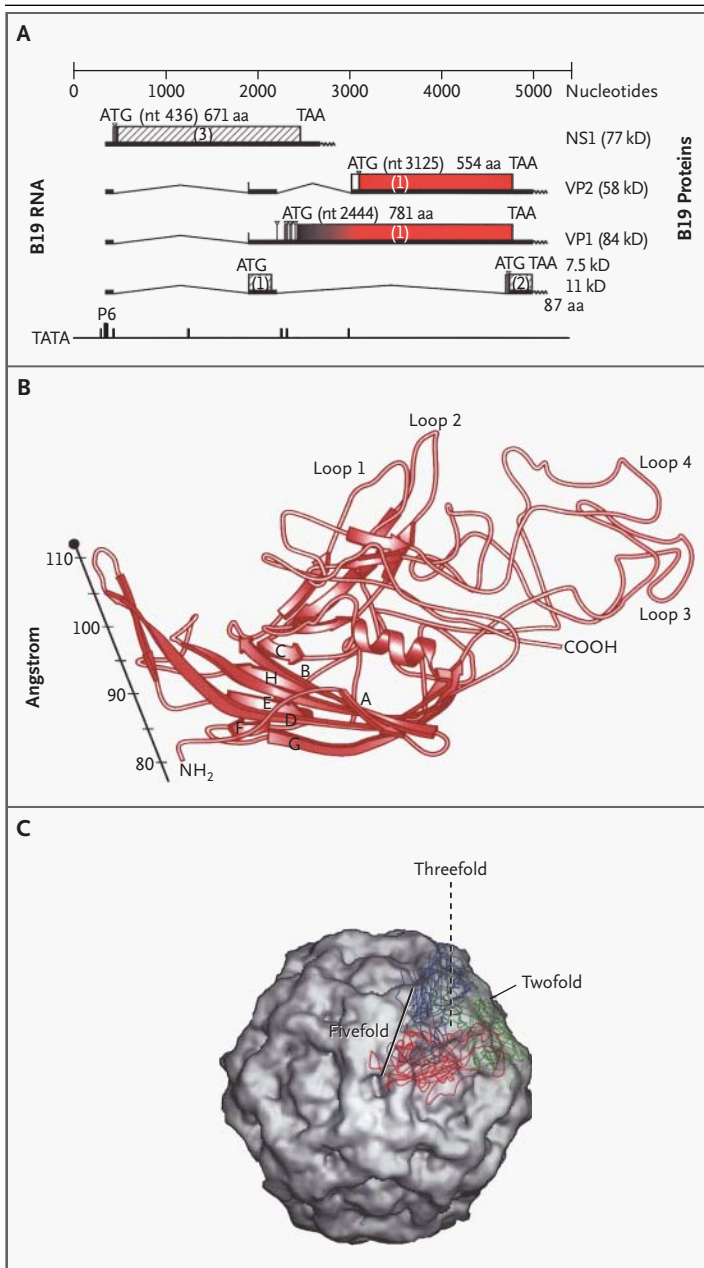 A
0 1000 2000 3000 4000 5000 Nucleotides
ATG (nt 436) 671 aa TAA
(3)
NS1 (77 kD)
ATG (nt 3125) 554 aa TAA
(1)
VP2 (58 kD)
ATG (nt 2444) 781 aa TAA
(1)
VP1 (84 kD)
ATG
(1)
ATG TAA
(2)
7.5 kD
11 kD
87 aa
P6
TATA
B19 RNA
B19 Proteins
B
Loop 2
Loop 1
Loop 4
Loop 3
COOH
110
100
90
80
Angstrom
C
B
H
A
E
D
F
G
NH2
C
Threefold
Twofold
Fivefold